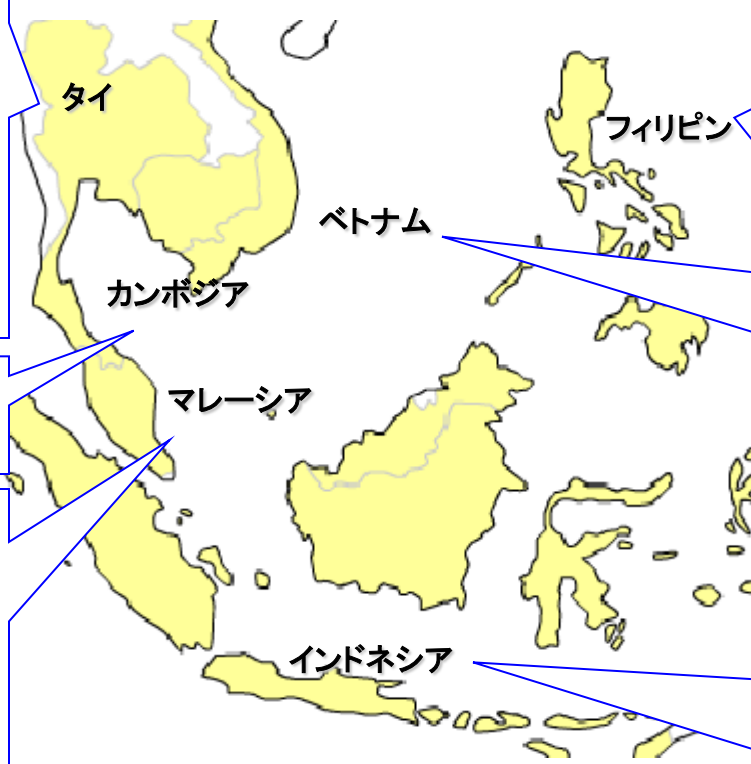 タイ
フィリピン
ベトナム
カンボジア
マレーシア
インドネシア